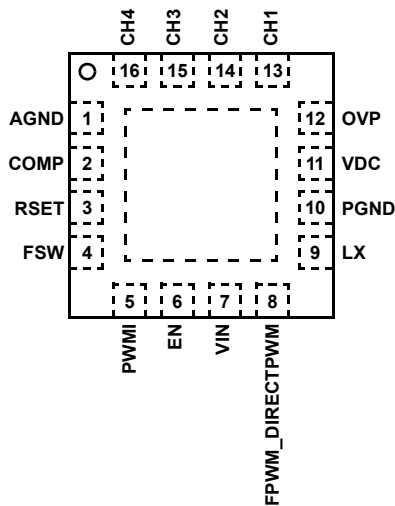 CH4
CH3
CH2
CH1
16
15
14
13
AGND 1
12 OVP
COMP 2
11 VDC
RSET 3
10 PGND
FSW 4
9 LX
5
6
7
8
PWMI
EN
VIN
FPWM_DIRECTPWM